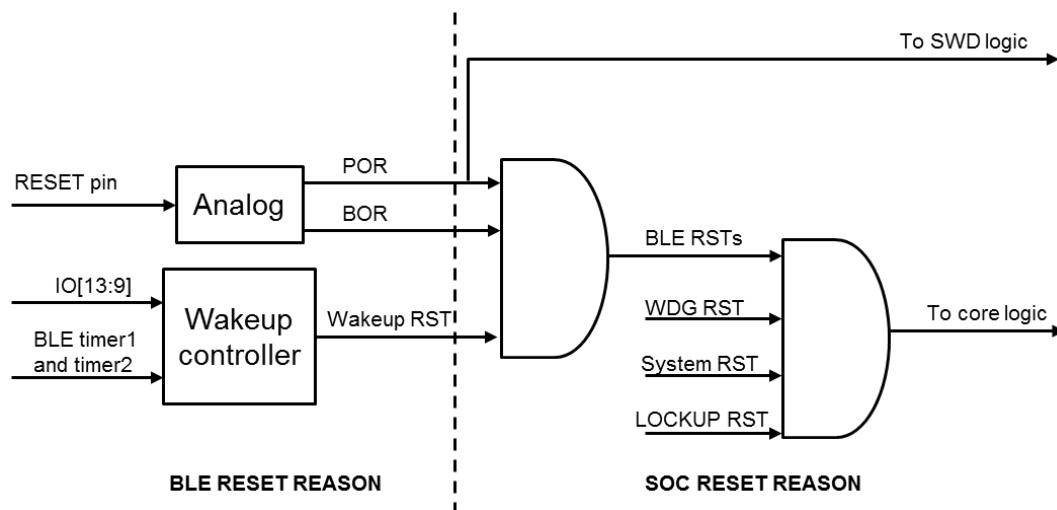 To SWD logic
POR
RESET pin
Analog
BOR
BLE RSTs
IO[13:9]
WDG RST
Wakeup
controller
Wakeup RST
To core logic
BLE timer1
and timer2
System RST
LOCKUP RST
BLE RESET REASON
SOC RESET REASON